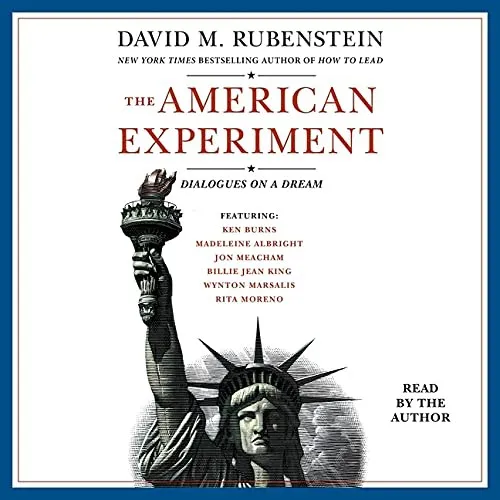 DAVID M. RUBENSTEIN
NEW YORK TIMES BESTSELLING AUTHOR OF HOW TO LEAD
THE AMERICAN
EXPERIMENT
DIALOGUES ON A DREAM
FEATURING:
KEN BURNS
MADELEINE ALBRIGHT
JON MEACHAM
BILLIE JEAN KING
WYNTON MARSALIS
RITA MORENO
READ
BY THE
AUTHOR